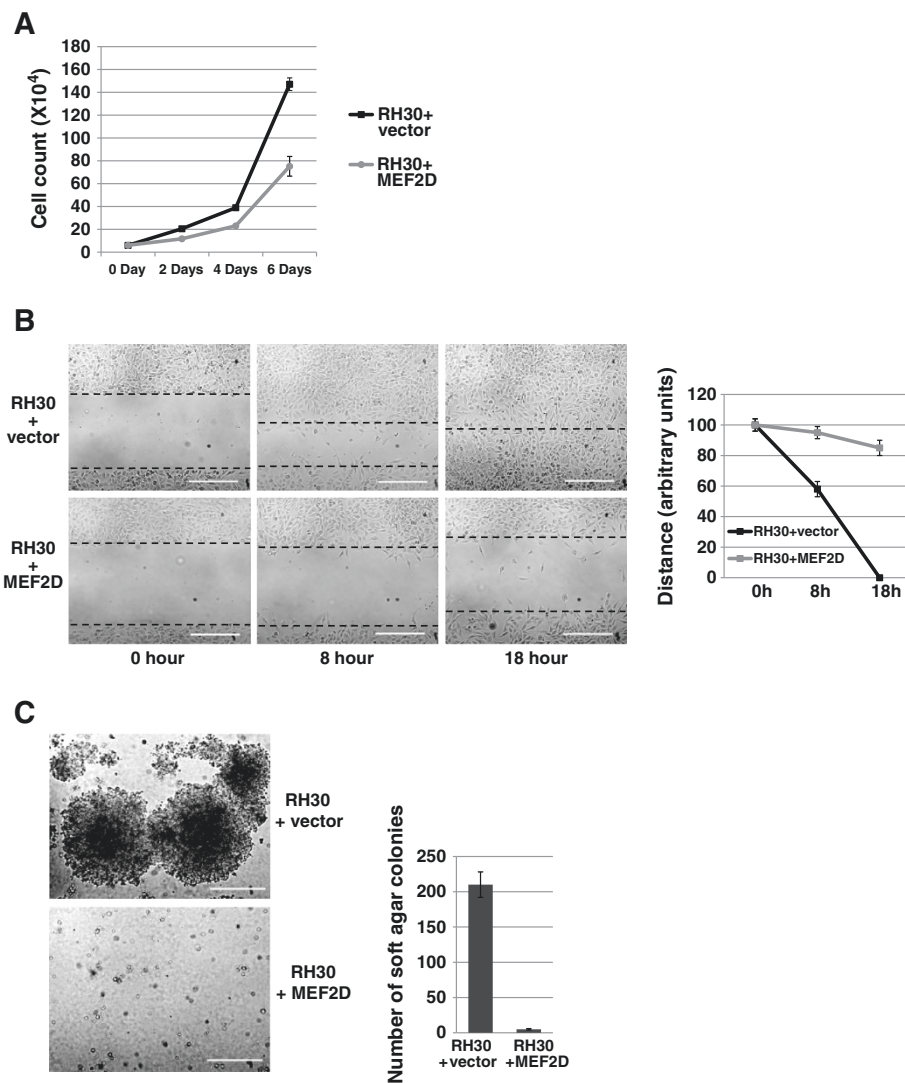 A
180
160
140
120
100
80
60
40
20
0
Cell count (X10⁴)
0 Day 2 Days 4 Days 6 Days
RH30+
vector
RH30+
MEF2D
B
RH30
+
vector
RH30
+
MEF2D
0 hour 8 hour 18 hour
Distance (arbitrary units)
120
100
80
60
40
20
0
RH30+vector
RH30+MEF2D
0h 8h 18h
C
RH30
+ vector
RH30
+ MEF2D
Number of soft agar colonies
250
200
150
100
50
0
RH30 RH30
+vector +MEF2D